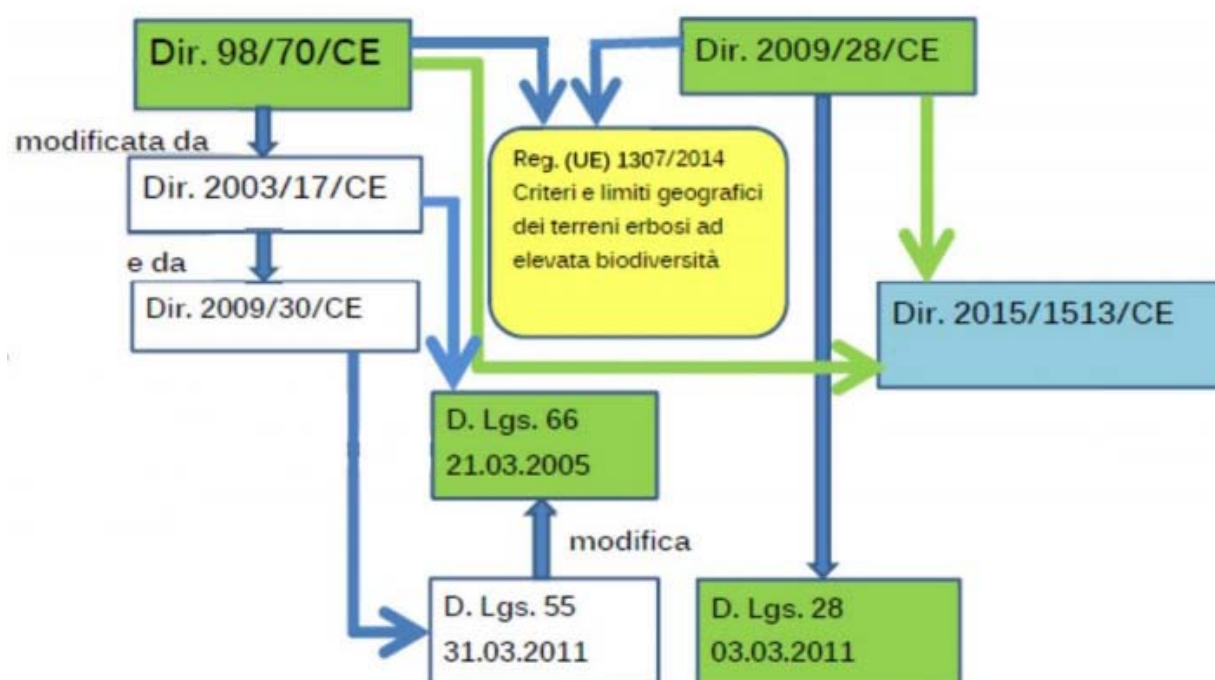 Dir. 98/70/CE
Dir. 2009/28/CE
modificata da
Dir. 2003/17/CE
e da
Dir. 2009/30/CE
Reg. (UE) 1307/2014
Criteri e limiti geografici
dei terreni erbosi ad
elevata biodiversità
Dir. 2015/1513/CE
D. Lgs. 66
21.03.2005
modifica
D. Lgs. 55
31.03.2011
D. Lgs. 28
03.03.2011